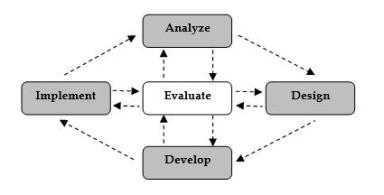 Analyze
Implement
Evaluate
Design
Develop